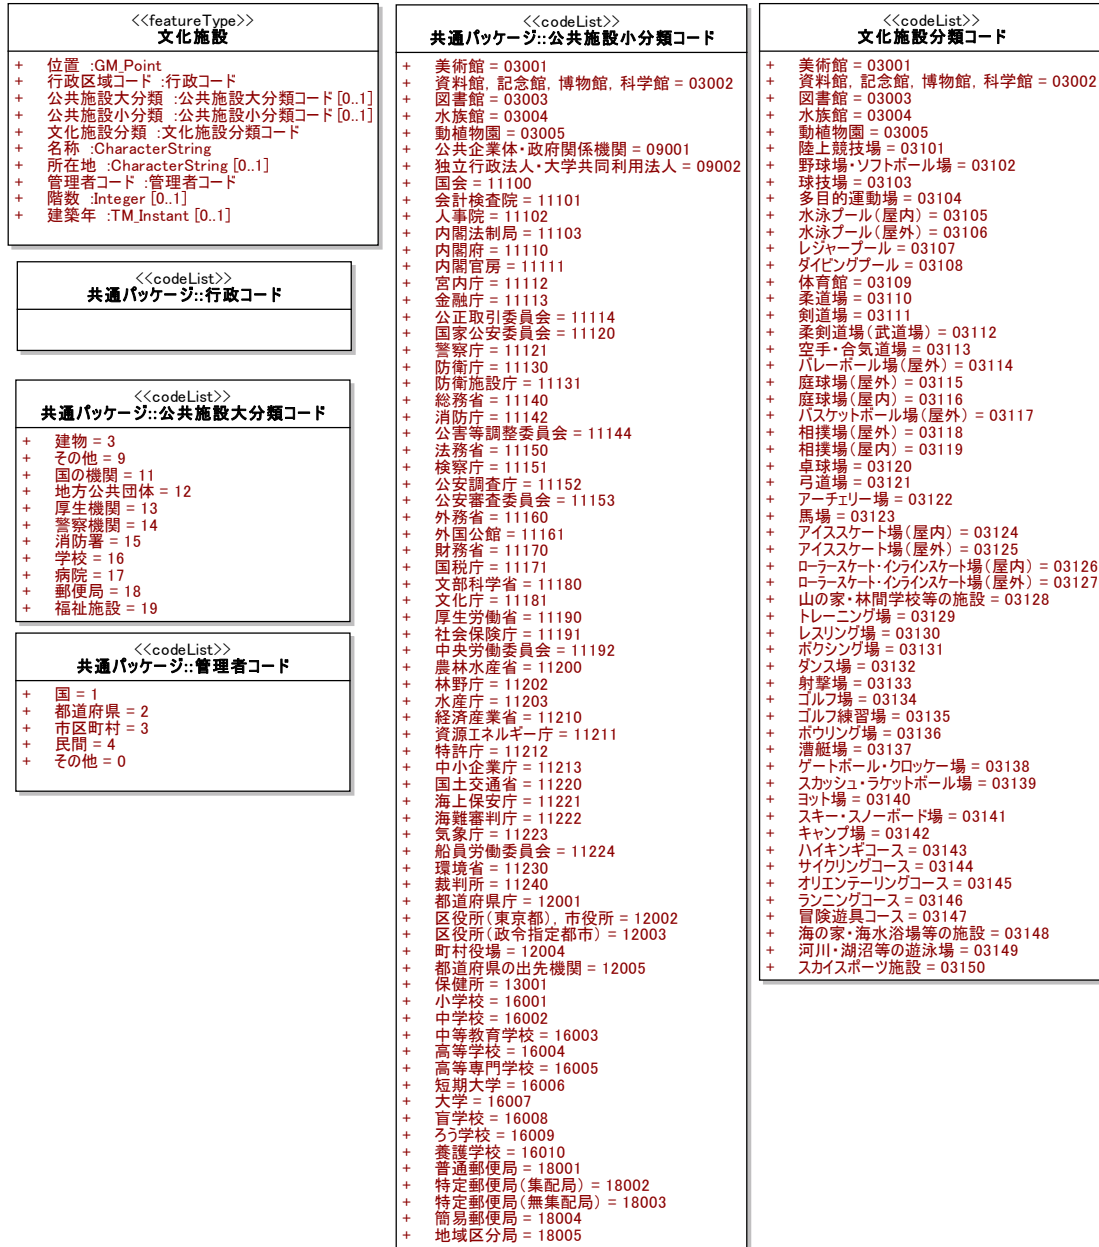 <<featureType>>
文化施設
+ 位置 :GM_Point
+ 行政区域コード :行政コード
+ 公共施設大分類 :公共施設大分類コード [0..1]
+ 公共施設小分類 :公共施設小分類コード [0..1]
+ 文化施設分類 :文化施設分類コード
+ 名称 :CharacterString
+ 所在地 :CharacterString [0..1]
+ 管理者コード :管理者コード
+ 階数 :Integer [0..1]
+ 建築年 :TM_Instant [0..1]
<<codeList>>
共通パッケージ::行政コード
<<codeList>>
共通パッケージ::公共施設大分類コード
+ 建物 = 3
+ その他 = 9
+ 国の機関 = 11
+ 地方公共団体 = 12
+ 厚生機関 = 13
+ 警察機関 = 14
+ 消防署 = 15
+ 学校 = 16
+ 病院 = 17
+ 郵便局 = 18
+ 福祉施設 = 19
<<codeList>>
共通パッケージ::管理者コード
+ 国 = 1
+ 都道府県 = 2
+ 市区町村 = 3
+ 民間 = 4
+ その他 = 0
<<codeList>>
共通パッケージ::公共施設小分類コード
+ 美術館 = 03001
+ 資料館, 記念館, 博物館, 科学館 = 03002
+ 図書館 = 03003
+ 水族館 = 03004
+ 動植物園 = 03005
+ 公共企業体・政府関係機関 = 09001
+ 独立行政法人・大学共同利用法人 = 09002
+ 国会 = 11100
+ 会計検査院 = 11101
+ 人事院 = 11102
+ 内閣法制局 = 11103
+ 内閣府 = 11110
+ 内閣官房 = 11111
+ 宮内庁 = 11112
+ 金融庁 = 11113
+ 公正取引委員会 = 11114
+ 国家公安委員会 = 11120
+ 警察庁 = 11121
+ 防衛庁 = 11130
+ 防衛施設庁 = 11131
+ 総務省 = 11140
+ 消防庁 = 11142
+ 公害等調整委員会 = 11144
+ 法務省 = 11150
+ 検察庁 = 11151
+ 公安調査庁 = 11152
+ 公安審査委員会 = 11153
+ 外務省 = 11160
+ 外国公館 = 11161
+ 財務省 = 11170
+ 国税庁 = 11171
+ 文部科学省 = 11180
+ 文化庁 = 11181
+ 厚生労働省 = 11190
+ 社会保険庁 = 11191
+ 中央労働委員会 = 11192
+ 農林水産省 = 11200
+ 林野庁 = 11202
+ 水産庁 = 11203
+ 経済産業省 = 11210
+ 資源エネルギー庁 = 11211
+ 特許庁 = 11212
+ 中小企業庁 = 11213
+ 国土交通省 = 11220
+ 海上保安庁 = 11221
+ 海難審判庁 = 11222
+ 気象庁 = 11223
+ 船員労働委員会 = 11224
+ 環境省 = 11230
+ 裁判所 = 11240
+ 都道府県庁 = 12001
+ 区役所(東京都), 市役所 = 12002
+ 区役所(政令指定都市) = 12003
+ 町村役場 = 12004
+ 都道府県の出先機関 = 12005
+ 保健所 = 13001
+ 小学校 = 16001
+ 中学校 = 16002
+ 中等教育学校 = 16003
+ 高等学校 = 16004
+ 高等専門学校 = 16005
+ 短期大学 = 16006
+ 大学 = 16007
+ 盲学校 = 16008
+ ろう学校 = 16009
+ 養護学校 = 16010
+ 普通郵便局 = 18001
+ 特定郵便局(集配局) = 18002
+ 特定郵便局(無集配局) = 18003
+ 簡易郵便局 = 18004
+ 地域区分局 = 18005
<<codeList>>
文化施設分類コード
+ 美術館 = 03001
+ 資料館, 記念館, 博物館, 科学館 = 03002
+ 図書館 = 03003
+ 水族館 = 03004
+ 動植物園 = 03005
+ 陸上競技場 = 03101
+ 野球場・ソフトボール場 = 03102
+ 球技場 = 03103
+ 多目的運動場 = 03104
+ 水泳プール(屋内) = 03105
+ 水泳プール(屋外) = 03106
+ レジャープール = 03107
+ ダイビングプール = 03108
+ 体育館 = 03109
+ 柔道場 = 03110
+ 剣道場 = 03111
+ 柔剣道場(武道場) = 03112
+ 空手・合気道場 = 03113
+ バレーボール場(屋外) = 03114
+ 庭球場(屋外) = 03115
+ 庭球場(屋内) = 03116
+ バスケットボール場(屋外) = 03117
+ 相撲場(屋外) = 03118
+ 相撲場(屋内) = 03119
+ 卓球場 = 03120
+ 弓道場 = 03121
+ アーチェリー場 = 03122
+ 馬場 = 03123
+ アイススケート場(屋内) = 03124
+ アイススケート場(屋外) = 03125
+ ローラースケート・インラインスケート場(屋内) = 03126
+ ローラースケート・インラインスケート場(屋外) = 03127
+ 山の家・林間学校等の施設 = 03128
+ トレーニング場 = 03129
+ レスリング場 = 03130
+ ボクシング場 = 03131
+ ダンス場 = 03132
+ 射撃場 = 03133
+ ゴルフ場 = 03134
+ ゴルフ練習場 = 03135
+ ボウリング場 = 03136
+ 漕艇場 = 03137
+ ゲートボール・クロッケー場 = 03138
+ スカッシュ・ラケットボール場 = 03139
+ ヨット場 = 03140
+ スキー・スノーボード場 = 03141
+ キャンプ場 = 03142
+ ハイキンギコース = 03143
+ サイクリングコース = 03144
+ オリエンテーリングコース = 03145
+ ランニングコース = 03146
+ 冒険遊具コース = 03147
+ 海の家・海水浴場等の施設 = 03148
+ 河川・湖沼等の遊泳場 = 03149
+ スカイスポーツ施設 = 03150